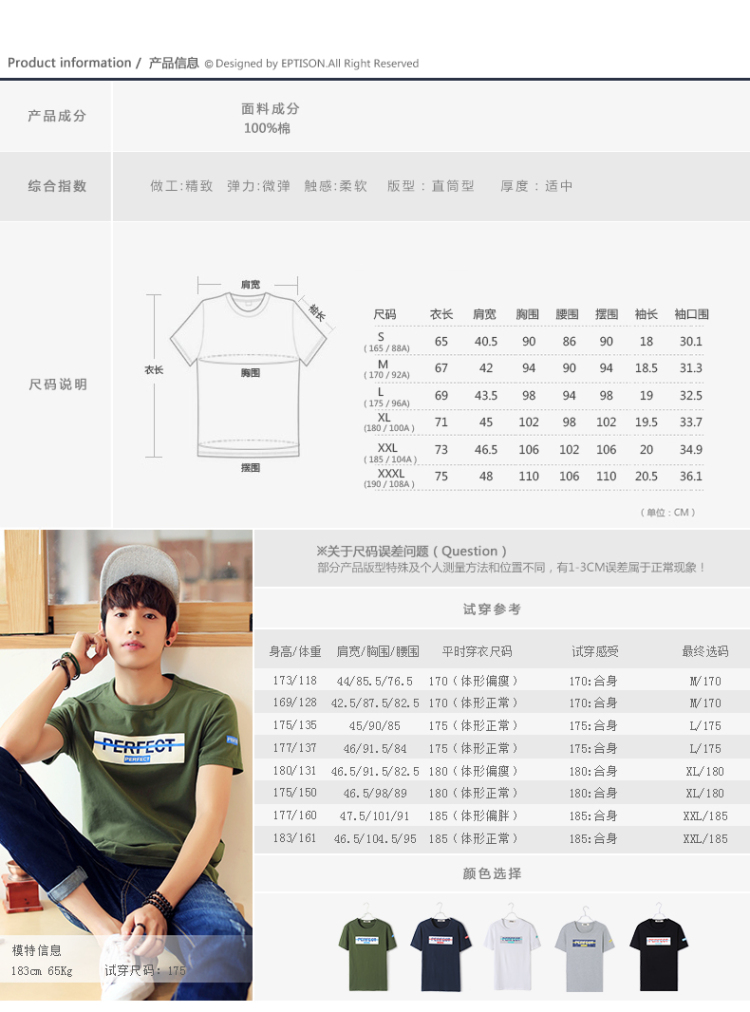 Product information / 产品信息 © Designed by EPTISON.All Right Reserved
产品成分
面料成分
100%棉
综合指数 做工:精致 弹力:微弹 触感:柔软 版型：直筒型 厚度：适中
尺码说明
肩宽
袖长
衣长
胸围
摆围
尺码 衣长 肩宽 胸围 腰围 摆围 袖长 袖口围
S
(165 / 88A) 65 40.5 90 86 90 18 30.1
M
(170 / 92A) 67 42 94 90 94 18.5 31.3
L
(175 / 96A) 69 43.5 98 94 98 19 32.5
XL
(180 / 100A) 71 45 102 98 102 19.5 33.7
XXL
(185 / 104A) 73 46.5 106 102 106 20 34.9
XXXL
(190 / 108A) 75 48 110 106 110 20.5 36.1
（单位：CM）
※关于尺码误差问题（Question）
部分产品版型特殊及个人测量方法和位置不同，有1-3CM误差属于正常现象！
试穿参考
身高/体重 肩宽/胸围/腰围 平时穿衣尺码 试穿感受 最终选码
173/118 44/85.5/76.5 170（体形偏瘦） 170:合身 M/170
169/128 42.5/87.5/82.5 170（体形正常） 170:合身 M/170
175/135 45/90/85 175（体形正常） 175:合身 L/175
177/137 46/91.5/84 175（体形正常） 175:合身 L/175
180/131 46.5/91.5/82.5 180（体形偏瘦） 180:合身 XL/180
175/150 46.5/98/89 180（体形正常） 180:合身 XL/180
177/160 47.5/101/91 185（体形偏胖） 185:合身 XXL/185
183/161 46.5/104.5/95 185（体形正常） 185:合身 XXL/185
PERFECT
PERFECT
模特信息
183cm 65Kg 试穿尺码：175
颜色选择
PERFECT
PERFECT
PERFECT
PERFECT
PERFECT